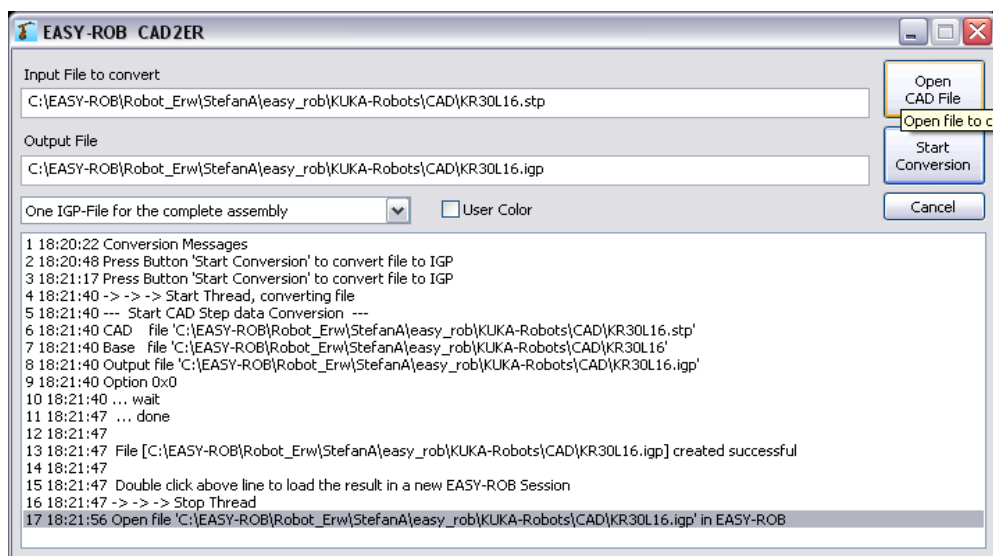 EASY-ROB CAD2ER
Input File to convert
C:\EASY-ROB\Robot_Erw\StefanA\easy_rob\KUKA-Robots\CAD\KR30L16.stp
Open
CAD File
Open file to c
Output File
C:\EASY-ROB\Robot_Erw\StefanA\easy_rob\KUKA-Robots\CAD\KR30L16.igp
Start
Conversion
One IGP-File for the complete assembly
User Color
Cancel
1 18:20:22 Conversion Messages
2 18:20:48 Press Button 'Start Conversion' to convert file to IGP
3 18:21:17 Press Button 'Start Conversion' to convert file to IGP
4 18:21:40 -> -> -> Start Thread, converting file
5 18:21:40 --- Start CAD Step data Conversion ---
6 18:21:40 CAD file 'C:\EASY-ROB\Robot_Erw\StefanA\easy_rob\KUKA-Robots\CAD\KR30L16.stp'
7 18:21:40 Base file 'C:\EASY-ROB\Robot_Erw\StefanA\easy_rob\KUKA-Robots\CAD\KR30L16'
8 18:21:40 Output file 'C:\EASY-ROB\Robot_Erw\StefanA\easy_rob\KUKA-Robots\CAD\KR30L16.igp'
9 18:21:40 Option 0x0
10 18:21:40 ... wait
11 18:21:47 ... done
12 18:21:47
13 18:21:47 File [C:\EASY-ROB\Robot_Erw\StefanA\easy_rob\KUKA-Robots\CAD\KR30L16.igp] created successful
14 18:21:47
15 18:21:47 Double click above line to load the result in a new EASY-ROB Session
16 18:21:47 -> -> -> Stop Thread
17 18:21:56 Open file 'C:\EASY-ROB\Robot_Erw\StefanA\easy_rob\KUKA-Robots\CAD\KR30L16.igp' in EASY-ROB